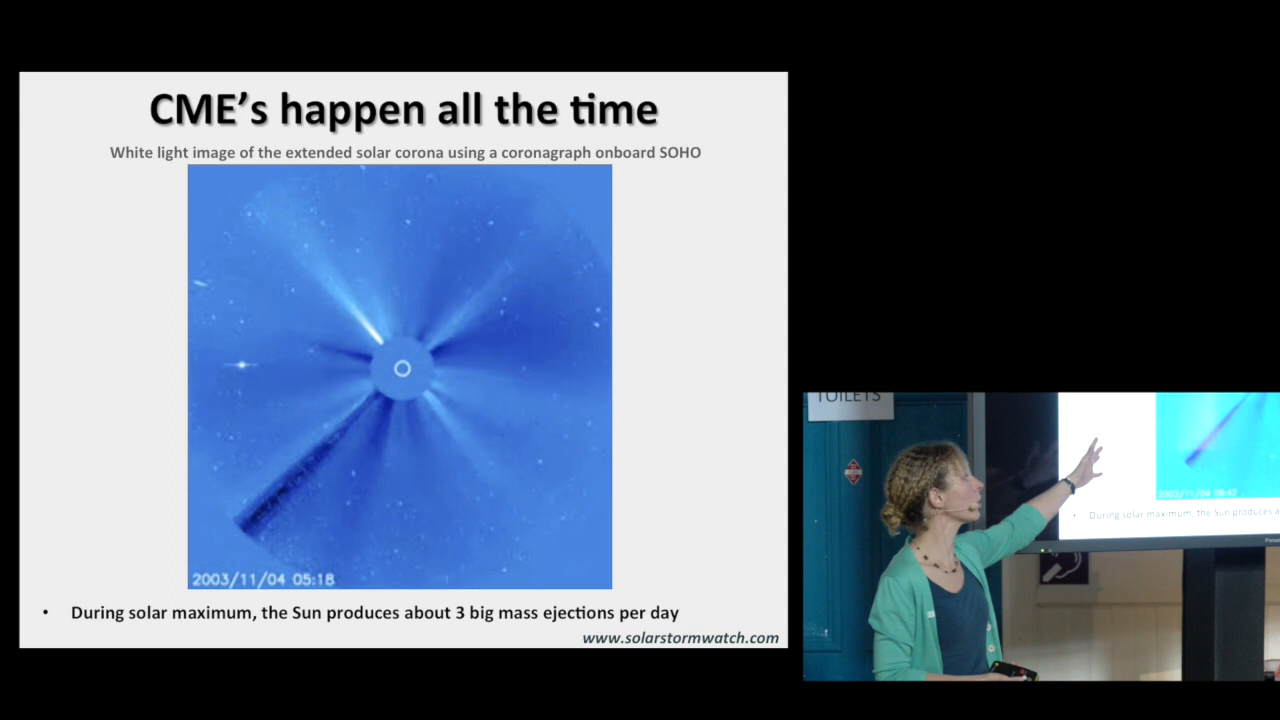 CME’s happen all the time
White light image of the extended solar corona using a coronagraph onboard SOHO
2003/11/04 05:18
• During solar maximum, the Sun produces about 3 big mass ejections per day
www.solarstormwatch.com
TOILETS
2003/11/04 08:42
• During solar maximum, the Sun produces a